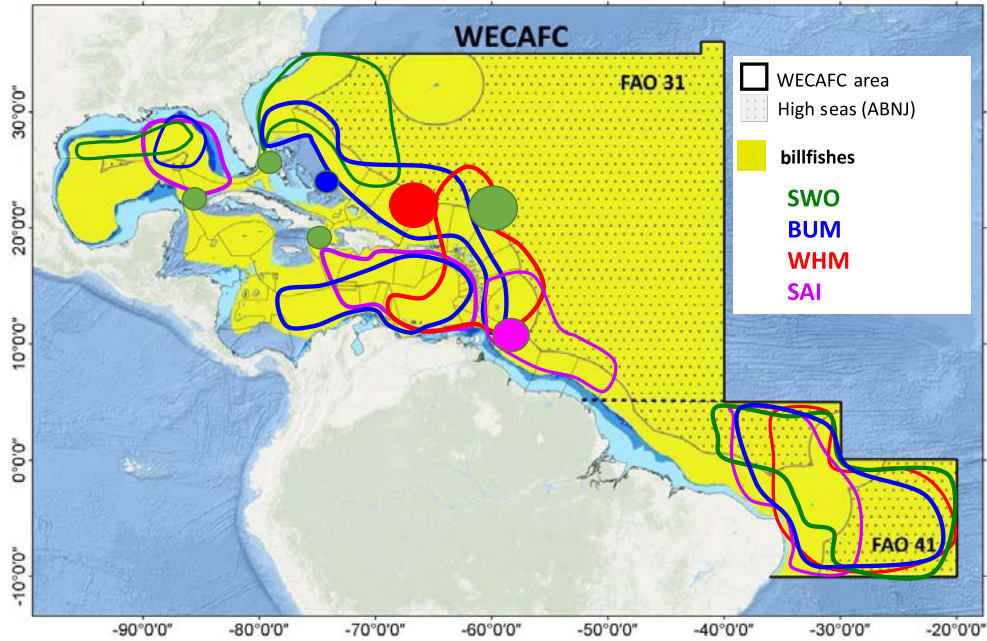 WECAFC
FAO 31
WECAFC area
High seas (ABNJ)
billfishes
SWO
BUM
WHM
SAI
FAO 41
30°0'0"
20°0'0"
10°0'0"
0°0'0"
-10°0'0"
-90°0'0"
-80°0'0"
-70°0'0"
-60°0'0"
-50°0'0"
-40°0'0"
-30°0'0"
-20°0'0"